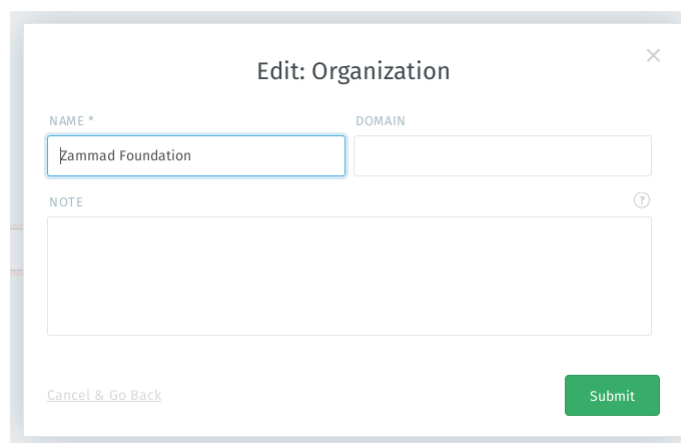 Edit: Organization
NAME * DOMAIN
Zammad Foundation
NOTE
?
Cancel & Go Back Submit